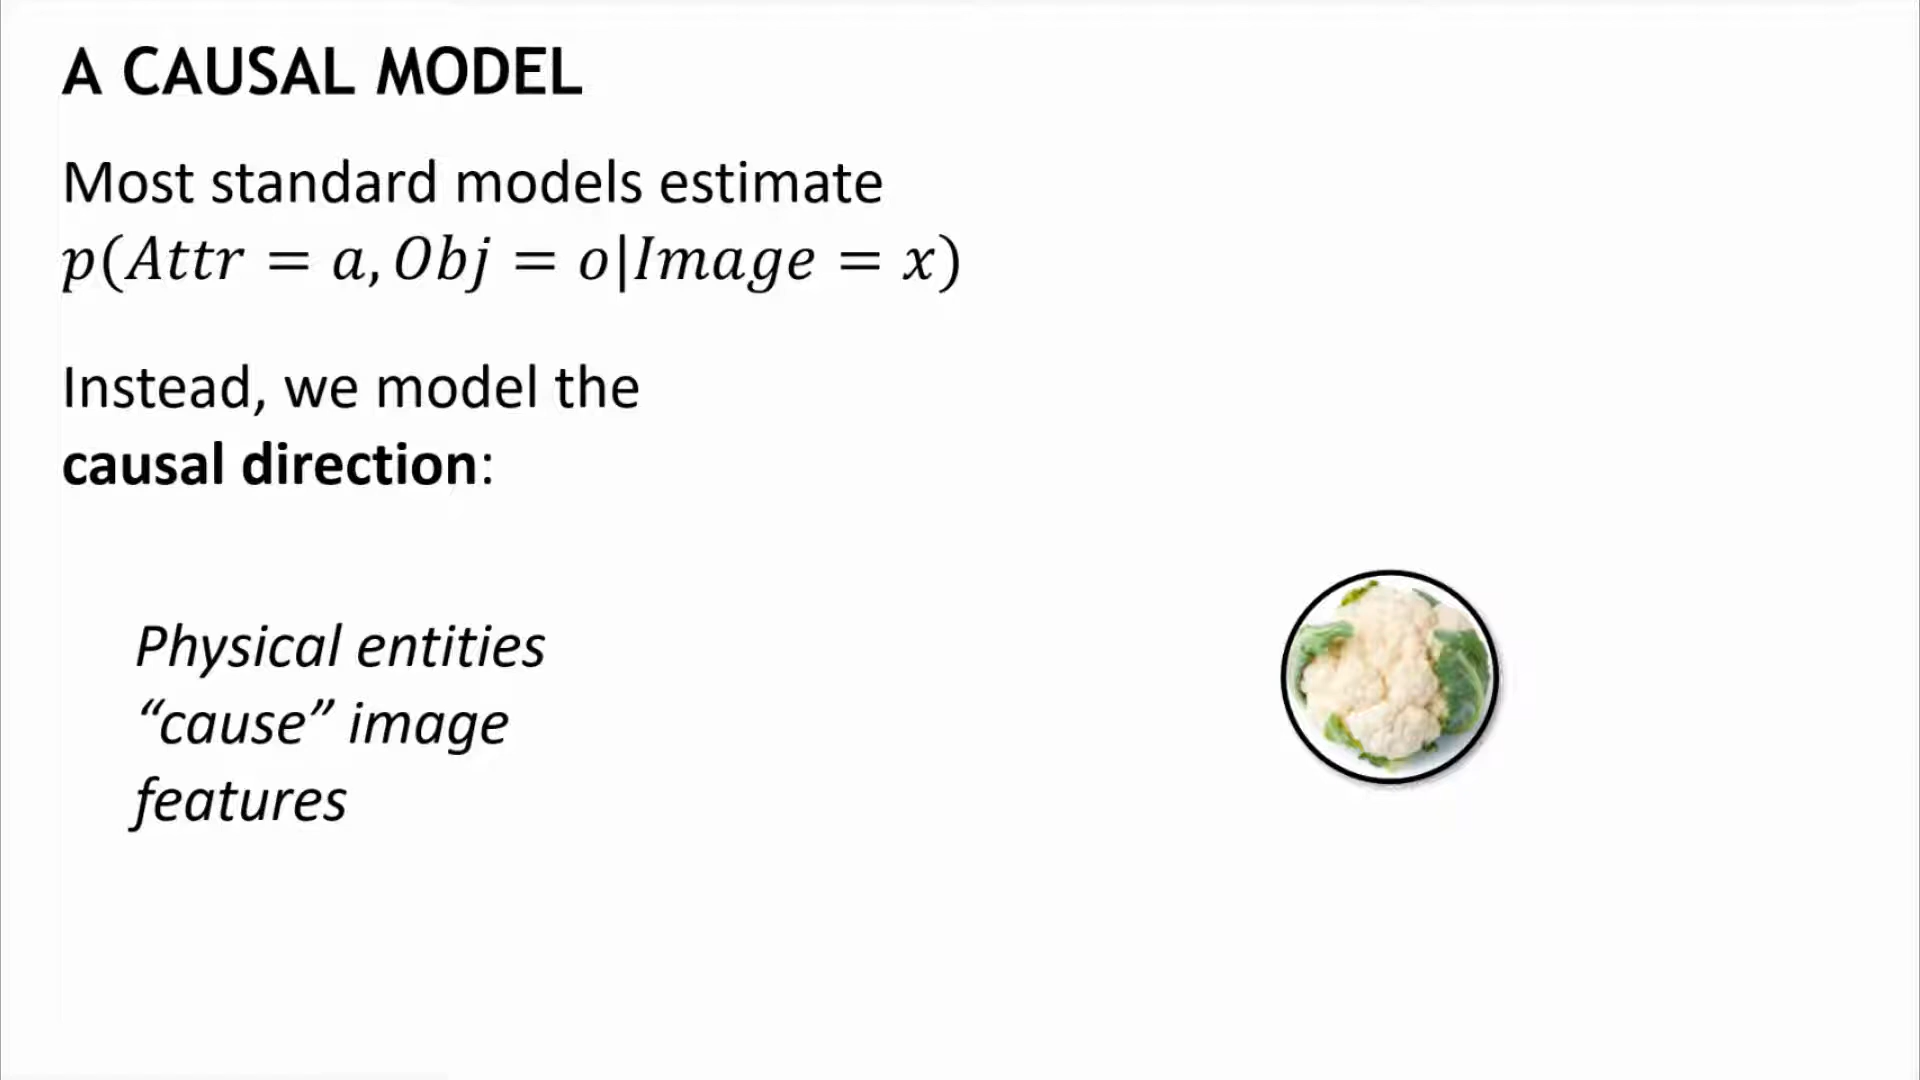 A CAUSAL MODEL
Most standard models estimate
p(Attr = a, Obj = o|Image = x)
Instead, we model the
causal direction:
Physical entities
“cause” image
features